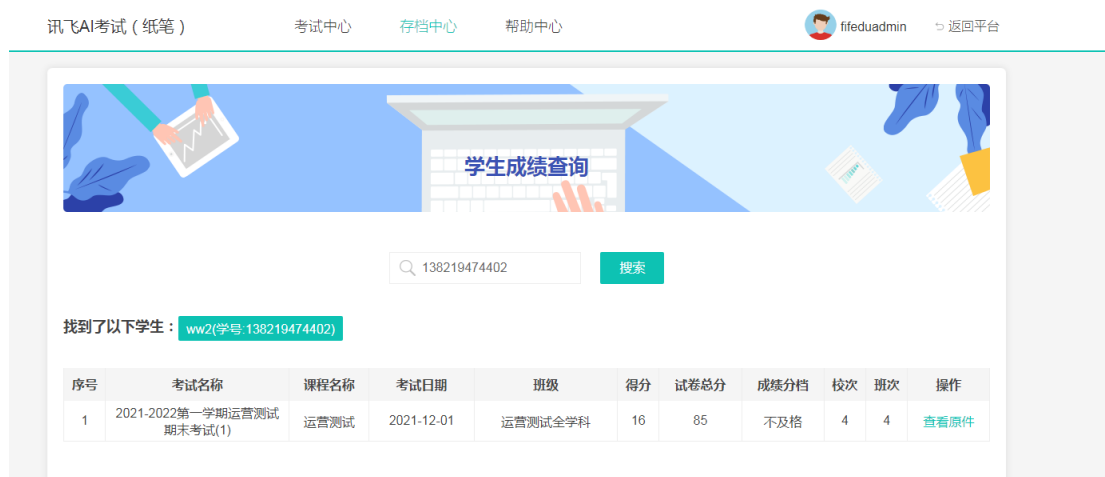 讯飞AI考试（纸笔） 考试中心 存档中心 帮助中心 fifeduadmin 返回平台
学生成绩查询
138219474402 搜索
找到了以下学生： ww2(学号:138219474402)
序号 考试名称 课程名称 考试日期 班级 得分 试卷总分 成绩分档 校次 班次 操作
1 2021-2022第一学期运营测试 运营测试 2021-12-01 运营测试全学科 16 85 不及格 4 4 查看原件
期末考试(1)